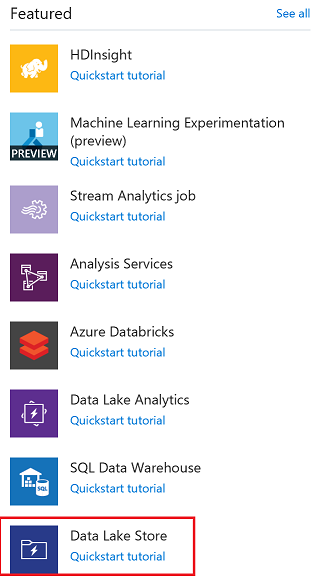 Featured
See all
HDInsight
Quickstart tutorial
Machine Learning Experimentation
(preview)
PREVIEW
Quickstart tutorial
Stream Analytics job
Quickstart tutorial
Analysis Services
Quickstart tutorial
Azure Databricks
Quickstart tutorial
Data Lake Analytics
Quickstart tutorial
SQL Data Warehouse
SQL
Quickstart tutorial
Data Lake Store
Quickstart tutorial